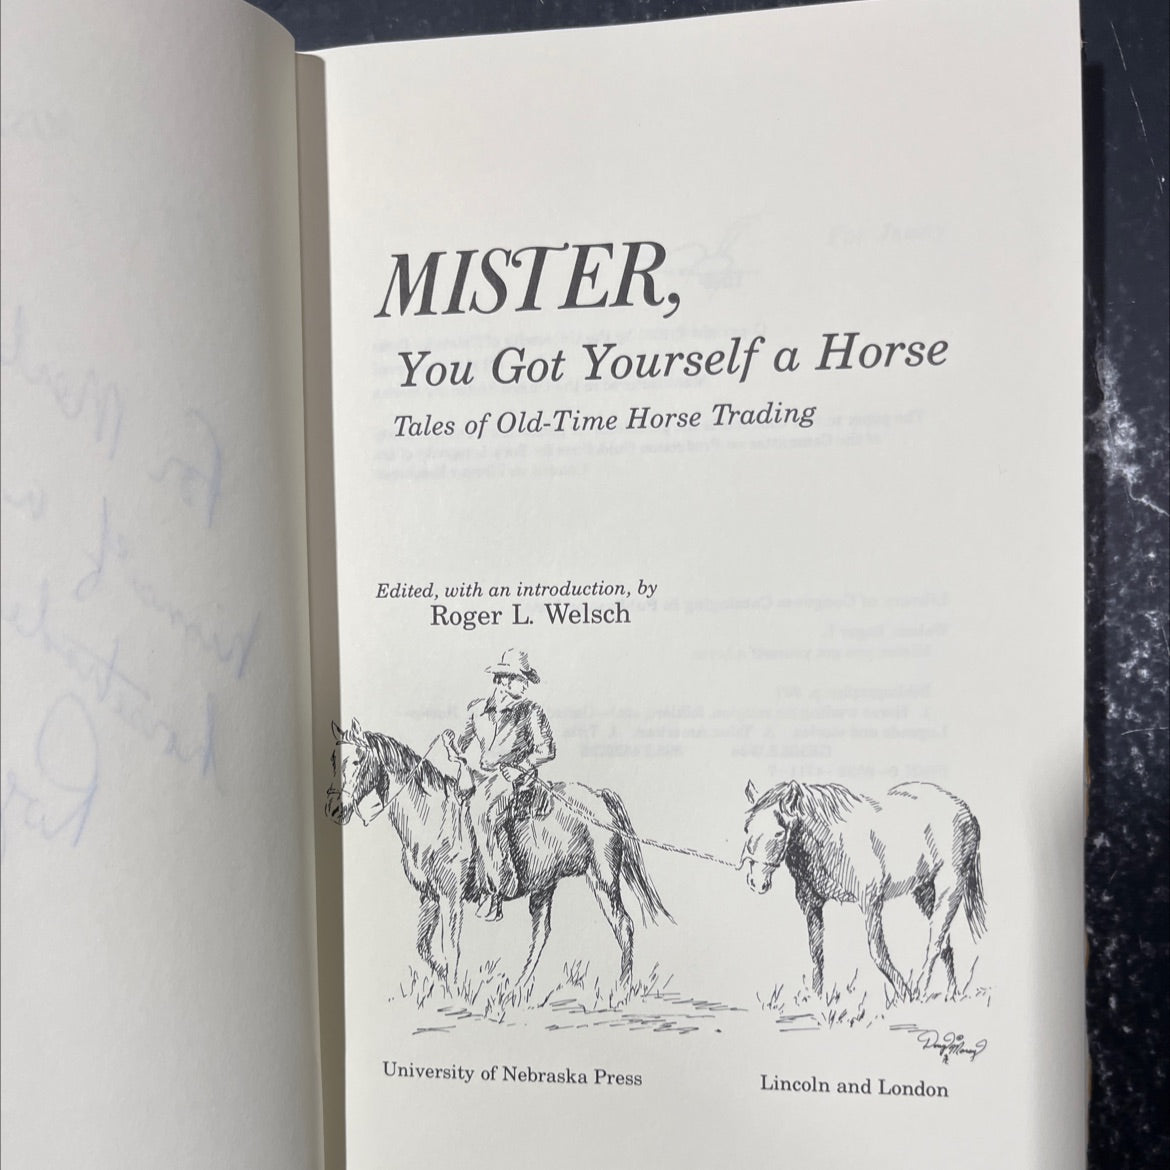 MISTER,
You Got Yourself a Horse
Tales of Old-Time Horse Trading
Edited, with an introduction, by
Roger L. Welsch
University of Nebraska Press
Lincoln and London